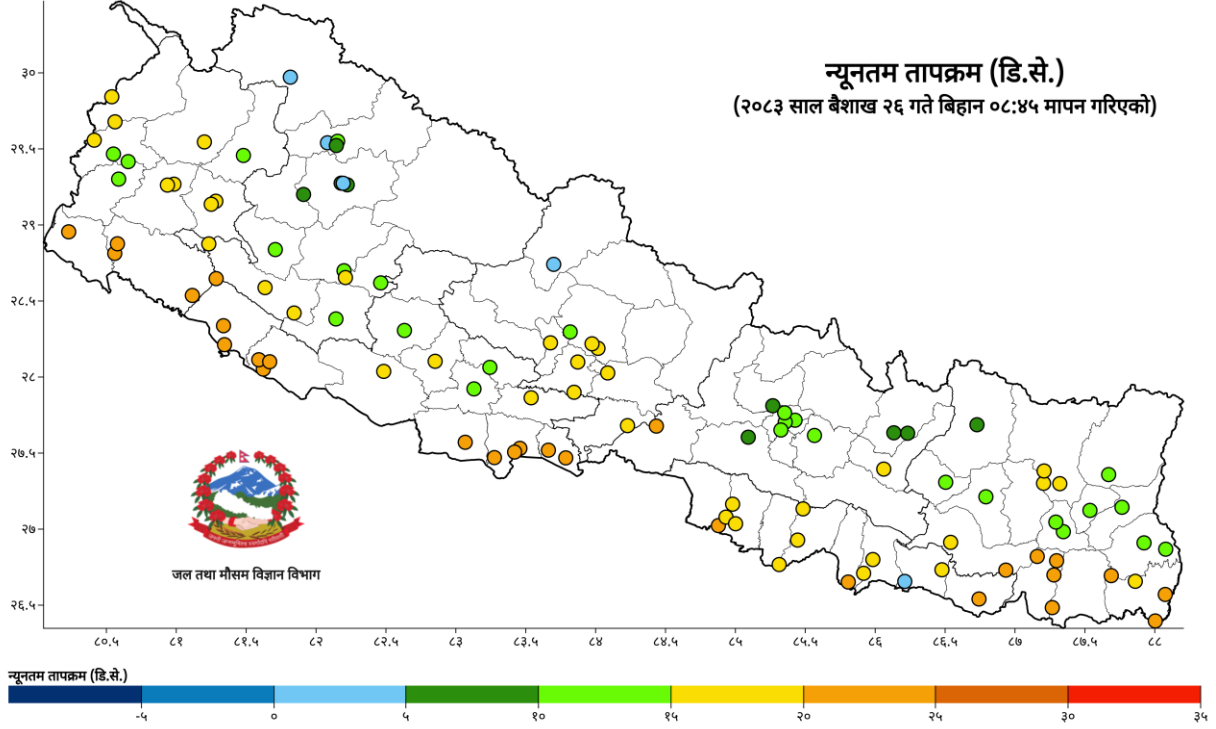 न्यूनतम तापक्रम (डि.से.)
(२०८३ साल बैशाख २६ गते बिहान ०८:४५ मापन गरिएको)
३०
२९.५
२९
२८.५
२८
२७.५
२७
२६.५
जल तथा मौसम विज्ञान विभाग
८०.५ ८१ ८१.५ ८२ ८२.५ ८३ ८३.५ ८४ ८४.५ ८५ ८५.५ ८६ ८६.५ ८७ ८७.५ ८८
न्यूनतम तापक्रम (डि.से.)
-५ ० ५ १० १५ २० २५ ३० ३५